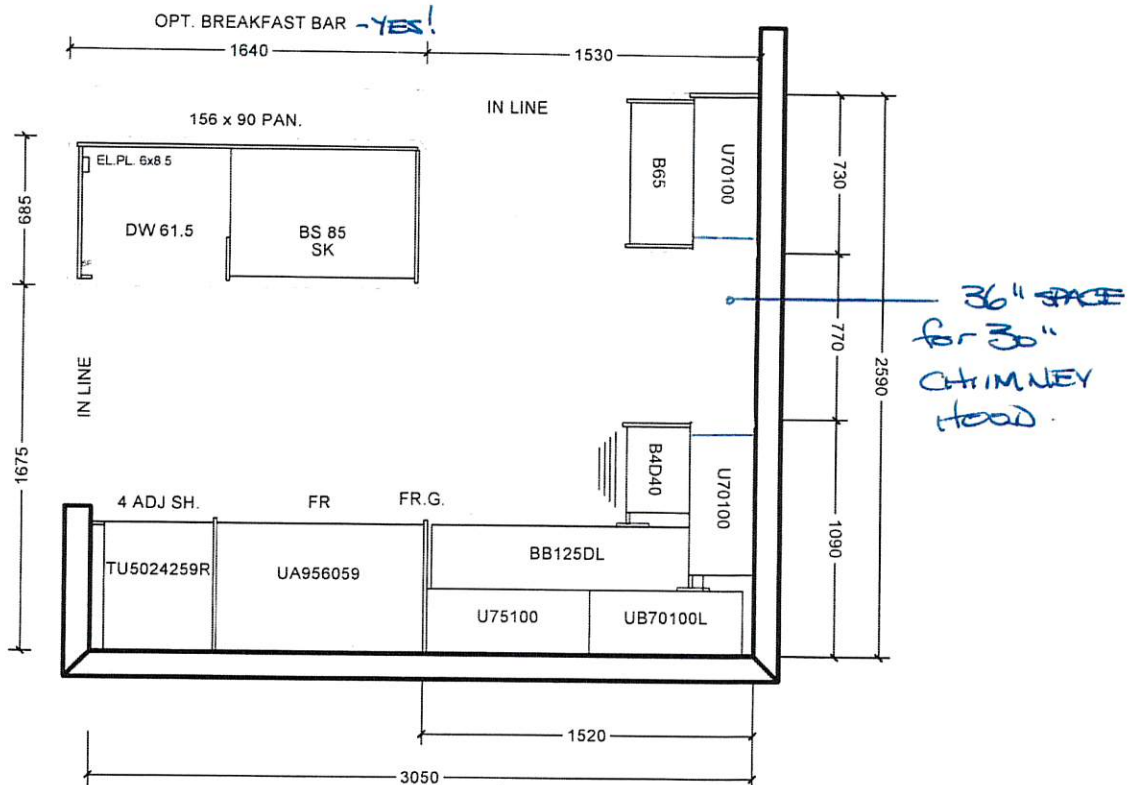 OPT. BREAKFAST BAR - YES!
1640
1530
156 x 90 PAN.
IN LINE
EL.PL. 6x8 5
DW 61.5
BS 85
SK
B65
U70100
685
730
36" SPACE
for 30"
CHIMNEY
HOOD.
770
2590
IN LINE
1675
4 ADJ SH.
FR
FR.G.
B4D40
U70100
1090
TU5024259R
UA956059
BB125DL
U75100
UB70100L
1520
3050